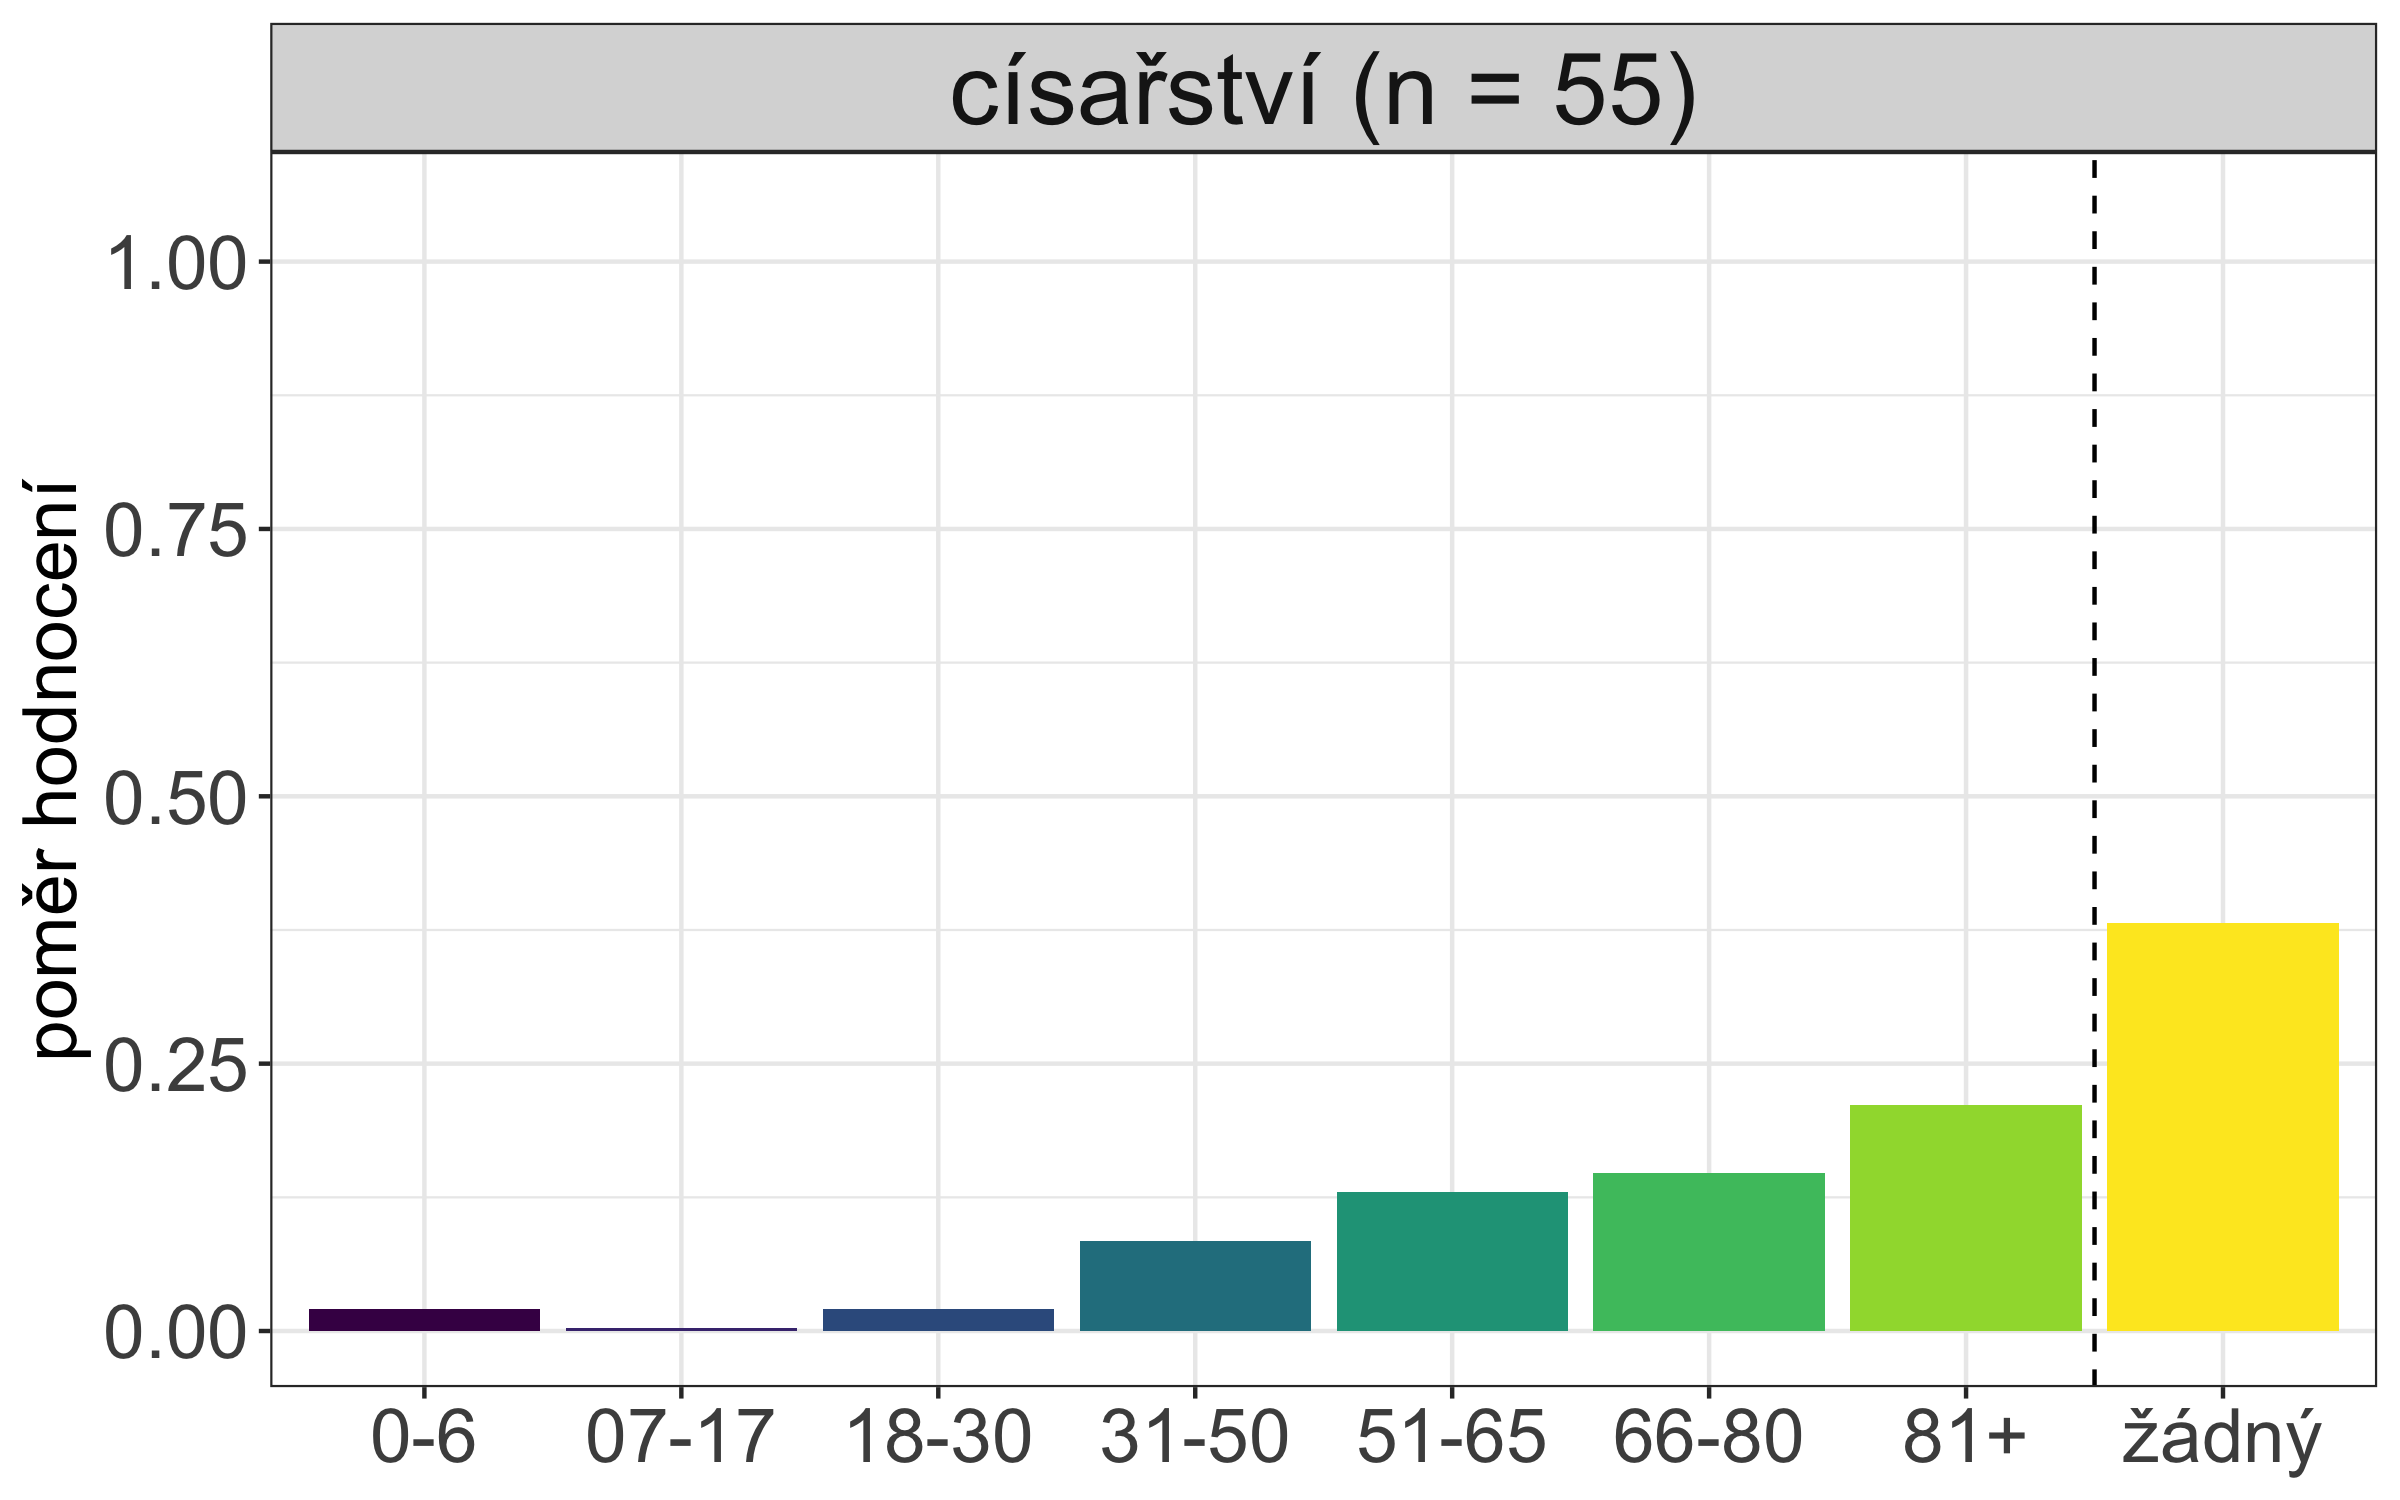 císařství (n = 55)
poměr hodnocení
1.00
0.75
0.50
0.25
0.00
0-6 07-17 18-30 31-50 51-65 66-80 81+ žádný